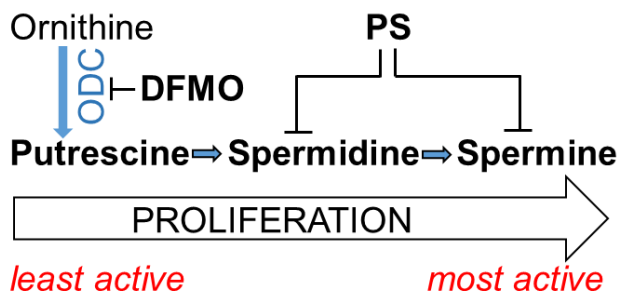 Ornithine
PS
ODC
DFMO
Putrescine
Spermidine
Spermine
PROLIFERATION
least active
most active